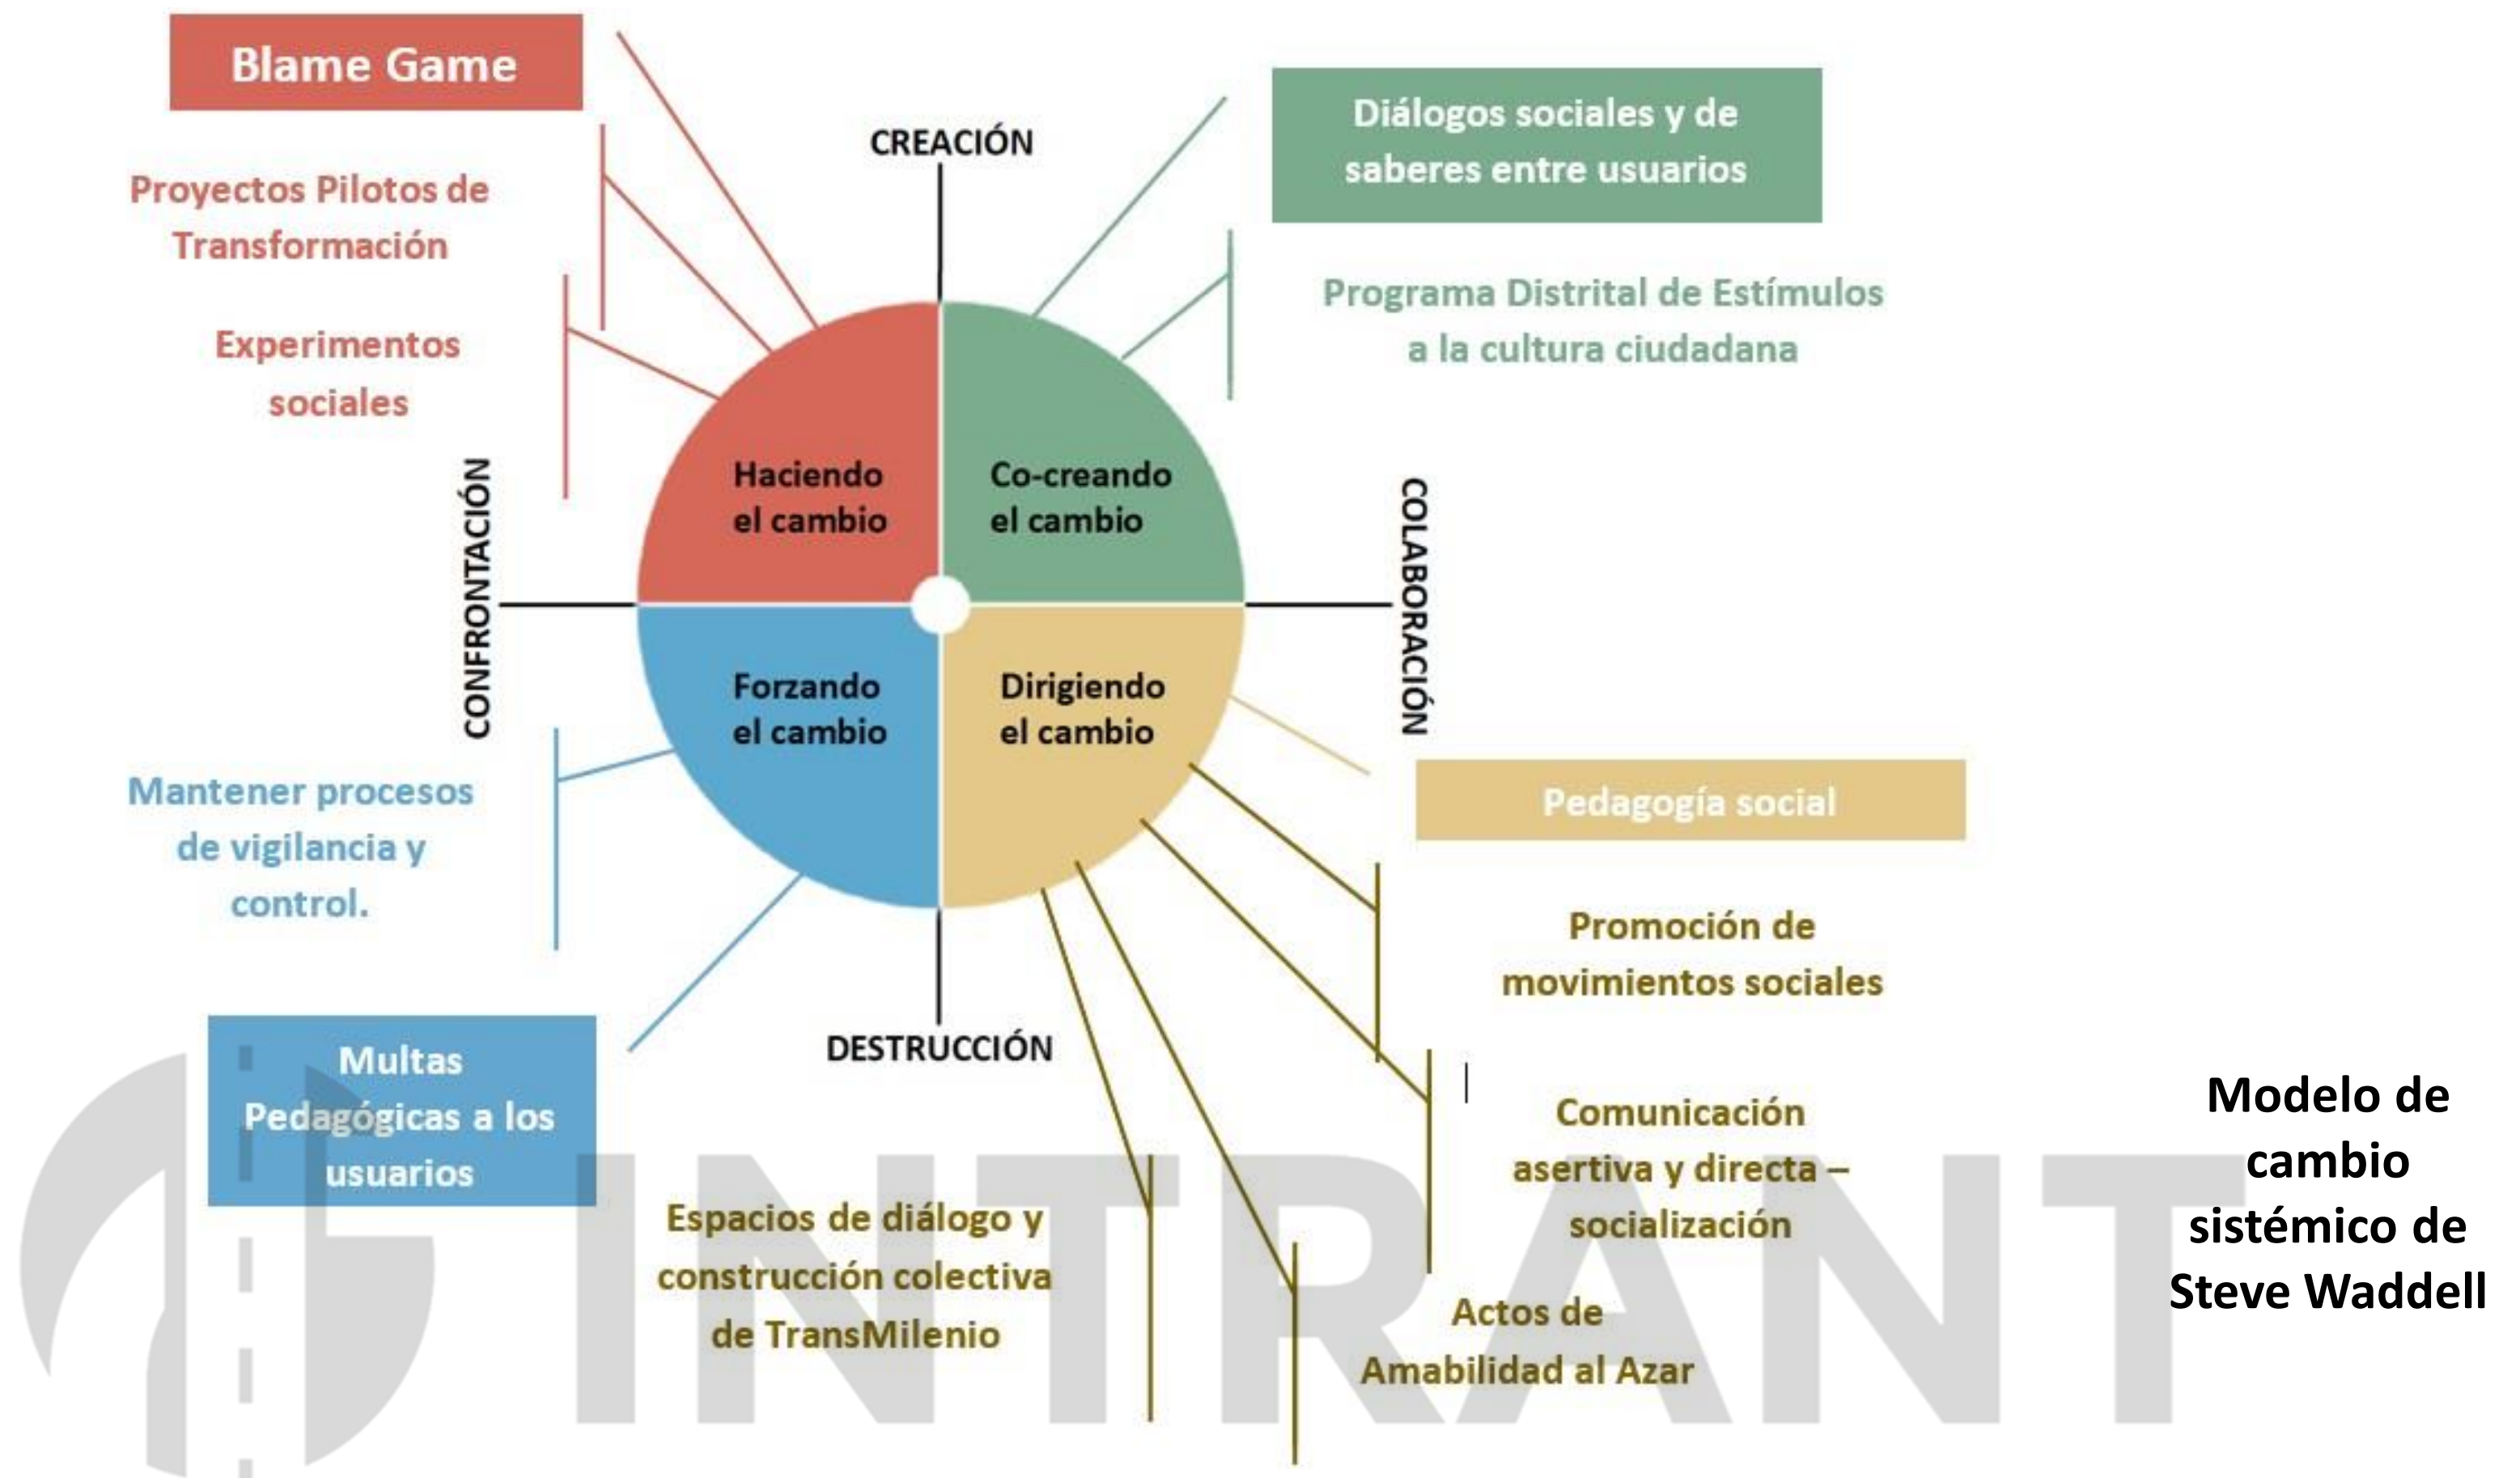 Blame Game
Proyectos Pilotos de
Transformación
Experimentos
sociales
CREACIÓN
Diálogos sociales y de
saberes entre usuarios
Programa Distrital de Estímulos
a la cultura ciudadana
CONFRONTACIÓN
Haciendo
el cambio
Co-creando
el cambio
COLABORACIÓN
Forzando
el cambio
Dirigiendo
el cambio
Mantener procesos
de vigilancia y
control.
Multas
Pedagógicas a los
usuarios
DESTRUCCIÓN
Pedagogía social
Promoción de
movimientos sociales
Comunicación
asertiva y directa –
socialización
Espacios de diálogo y
construcción colectiva
de TransMilenio
Actos de
Amabilidad al Azar
Modelo de
cambio
sistémico de
Steve Waddell
INTRANT